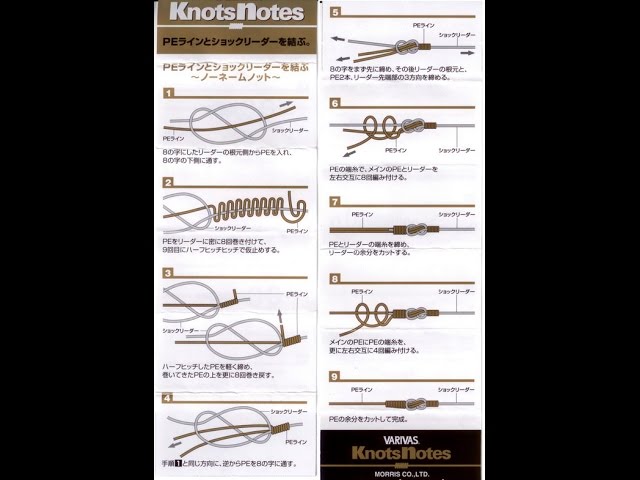 KnotsNotes
PEラインとショックリーダーを結ぶ。
PEラインとショックリーダーを結ぶ
〜ノーネームノット〜
1
PEライン
ショックリーダー
8の字にしたリーダーの根元側からPEを入れ、
8の字の下側に通す。
2
ショックリーダー
PEライン
PEをリーダーに密に8回巻き付けて、
9回目にハーフヒッチヒッチで仮止めする。
3
PEライン
ショックリーダー
ハーフヒッチしたPEを軽く締め、
巻いてきたPEの上を更に8回巻き戻す。
4
ショックリーダー
PEライン
手順1と同じ方向に、逆からPEを8の字に通す。
5
PEライン
ショックリーダー
8の字をまず先に締め、その後リーダーの根元と、
PE2本、リーダー先端部の3方向を締める。
6
PEライン
ショックリーダー
PEの端糸で、メインのPEとリーダーを
左右交互に8回編み付ける。
7
PEライン
ショックリーダー
PEとリーダーの端糸を締め、
リーダーの余分をカットする。
8
PEライン
ショックリーダー
メインのPEにPEの端糸を、
更に左右交互に4回編み付ける。
9
PEライン
ショックリーダー
PEの余分をカットして完成。
VARIVAS
KnotsNotes
MORRIS CO.,LTD.